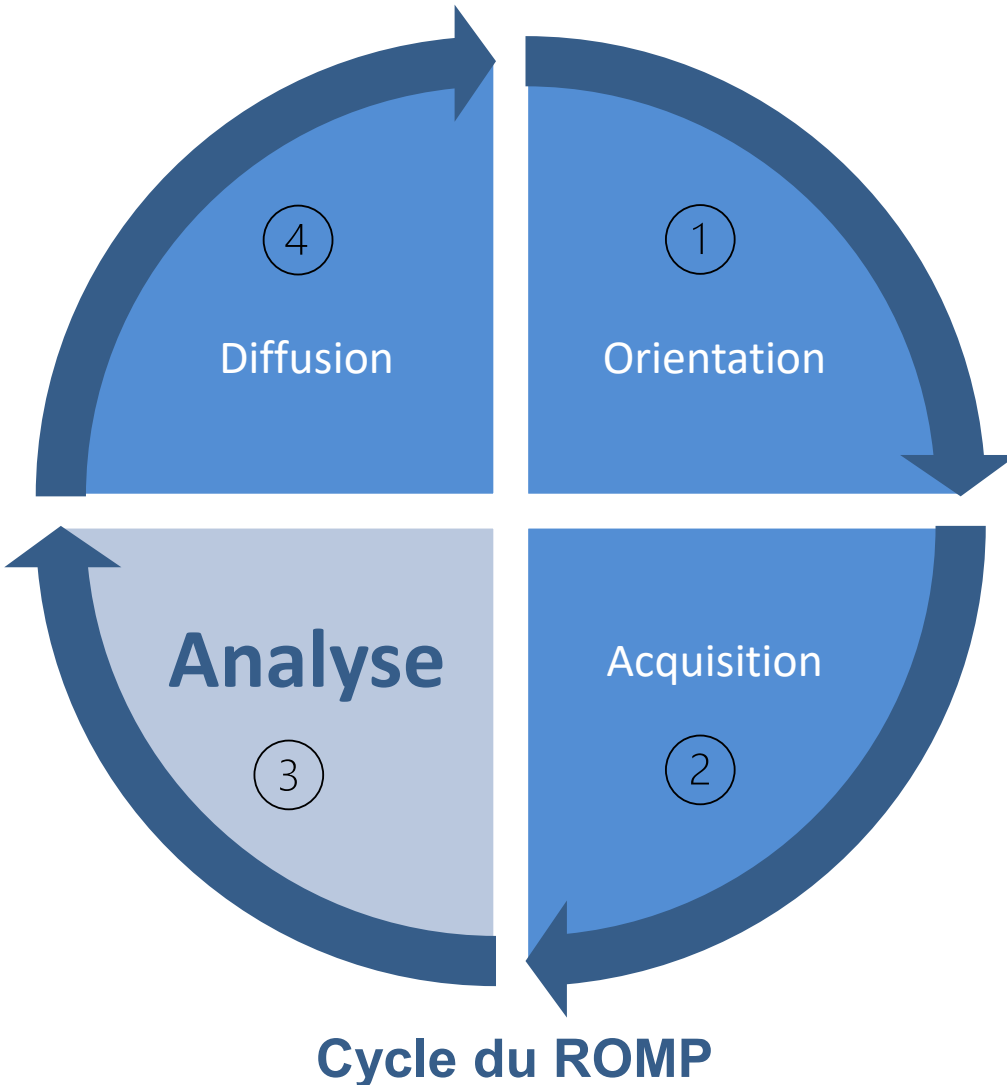 ①
Orientation
Acquisition
②
Analyse
③
④
Diffusion
Cycle du ROMP